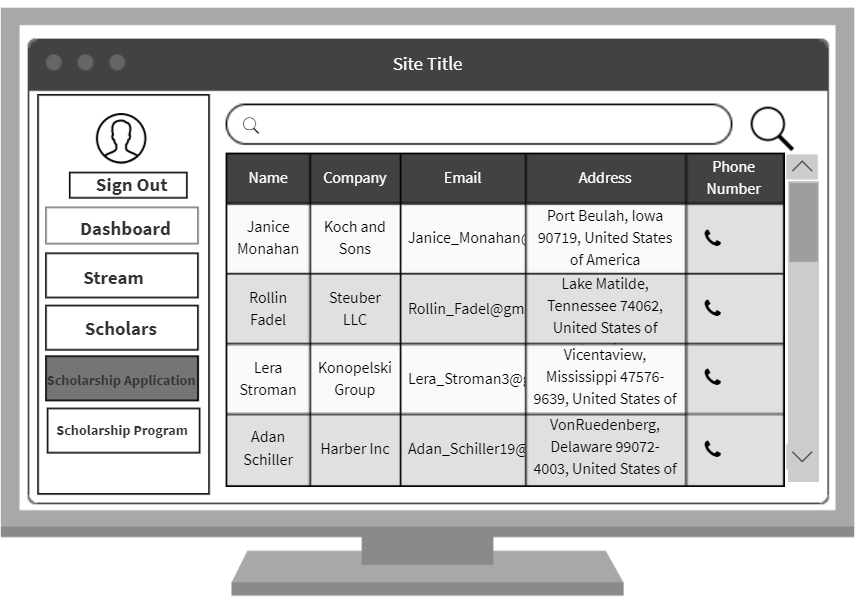 Site Title
Sign Out
Dashboard
Stream
Scholars
Scholarship Application
Scholarship Program
Name Company Email Address Phone
Number
Janice
Monahan
Koch and
Sons
Janice_Monahan@
Port Beulah, Iowa
90719, United States
of America
Rollin
Fadel
Steuber
LLC
Rollin_Fadel@gm
Lake Matilde,
Tennessee 74062,
United States of
Lera
Stroman
Konopelski
Group
Lera_Stroman3@g
Vicentaview,
Mississippi 47576-
9639, United States of
Adan
Schiller
Harber Inc
Adan_Schiller19@
VonRuedenberg,
Delaware 99072-
4003, United States of